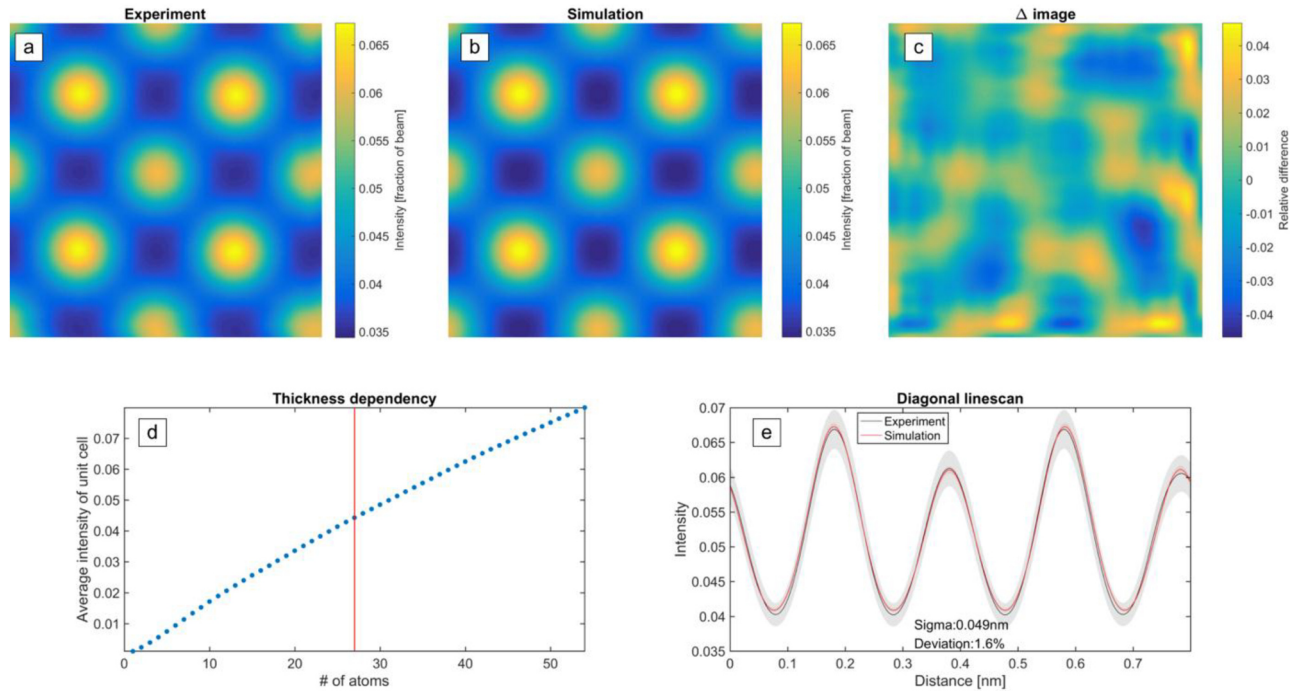 Experiment
Simulation
Δ image
a
b
c
0.065
0.06
0.055
0.05
0.045
0.04
0.035
Intensity [fraction of beam]
0.065
0.06
0.055
0.05
0.045
0.04
0.035
Intensity [fraction of beam]
0.04
0.03
0.02
0.01
0
-0.01
-0.02
-0.03
-0.04
Relative difference
Thickness dependency
d
Average intensity of unit cell
0.07
0.06
0.05
0.04
0.03
0.02
0.01
0 10 20 30 40 50
# of atoms
Diagonal linescan
e
Experiment
Simulation
Intensity
0.07
0.065
0.06
0.055
0.05
0.045
0.04
0.035
Sigma:0.049nm
Deviation:1.6%
0 0.1 0.2 0.3 0.4 0.5 0.6 0.7
Distance [nm]